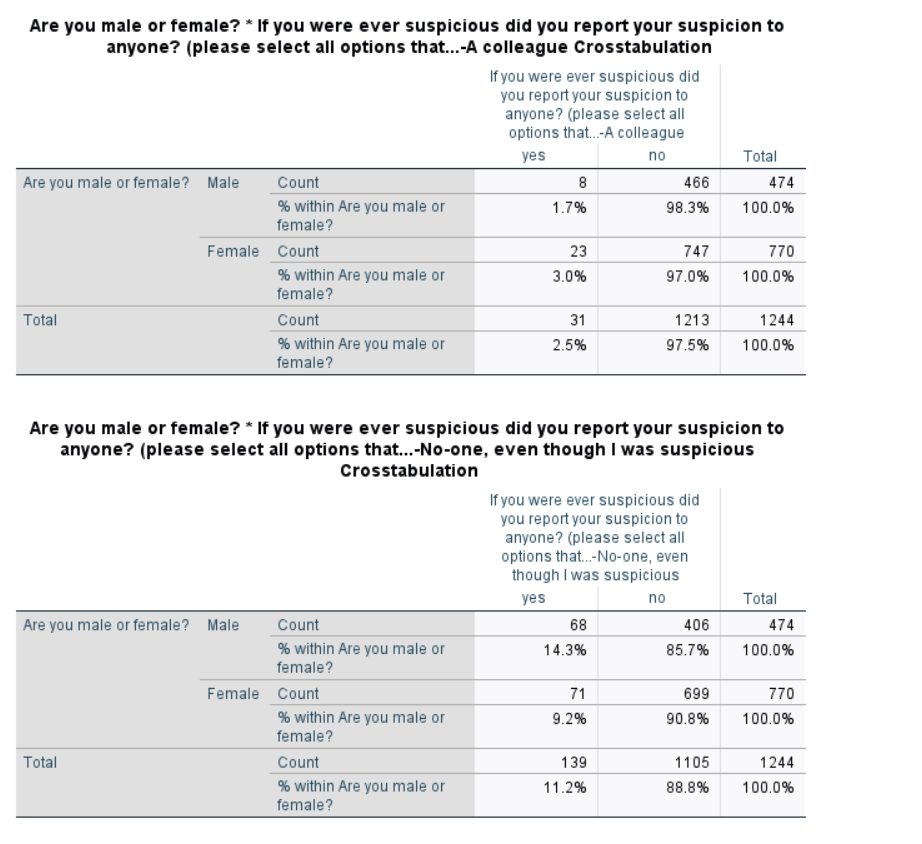 Are you male or female? * If you were ever suspicious did you report your suspicion to
anyone? (please select all options that...-A colleague Crosstabulation
If you were ever suspicious did
you report your suspicion to
anyone? (please select all
options that...-A colleague
yes no Total
Are you male or female? Male Count 8 466 474
% within Are you male or 1.7% 98.3% 100.0%
female?
Female Count 23 747 770
% within Are you male or 3.0% 97.0% 100.0%
female?
Total Count 31 1213 1244
% within Are you male or 2.5% 97.5% 100.0%
female?
Are you male or female? * If you were ever suspicious did you report your suspicion to
anyone? (please select all options that...-No-one, even though I was suspicious
Crosstabulation
If you were ever suspicious did
you report your suspicion to
anyone? (please select all
options that...-No-one, even
though I was suspicious
yes no Total
Are you male or female? Male Count 68 406 474
% within Are you male or 14.3% 85.7% 100.0%
female?
Female Count 71 699 770
% within Are you male or 9.2% 90.8% 100.0%
female?
Total Count 139 1105 1244
% within Are you male or 11.2% 88.8% 100.0%
female?